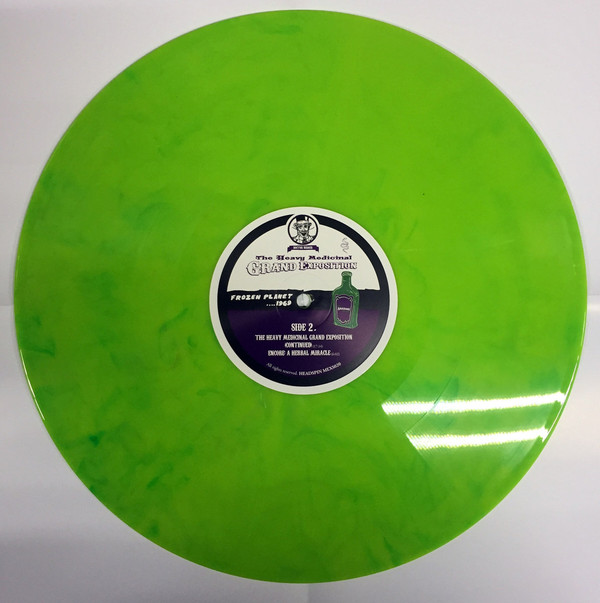 The Heavy Medicinal
GRAND EXPOSITION
FROZEN PLANET
....1969
SIDE 2.
THE HEAVY MEDICINAL GRAND EXPOSITION
(CONTINUED)
ENCORE: A HERBAL MIRACLE
All rights reserved. HEADSPIN MEXM39